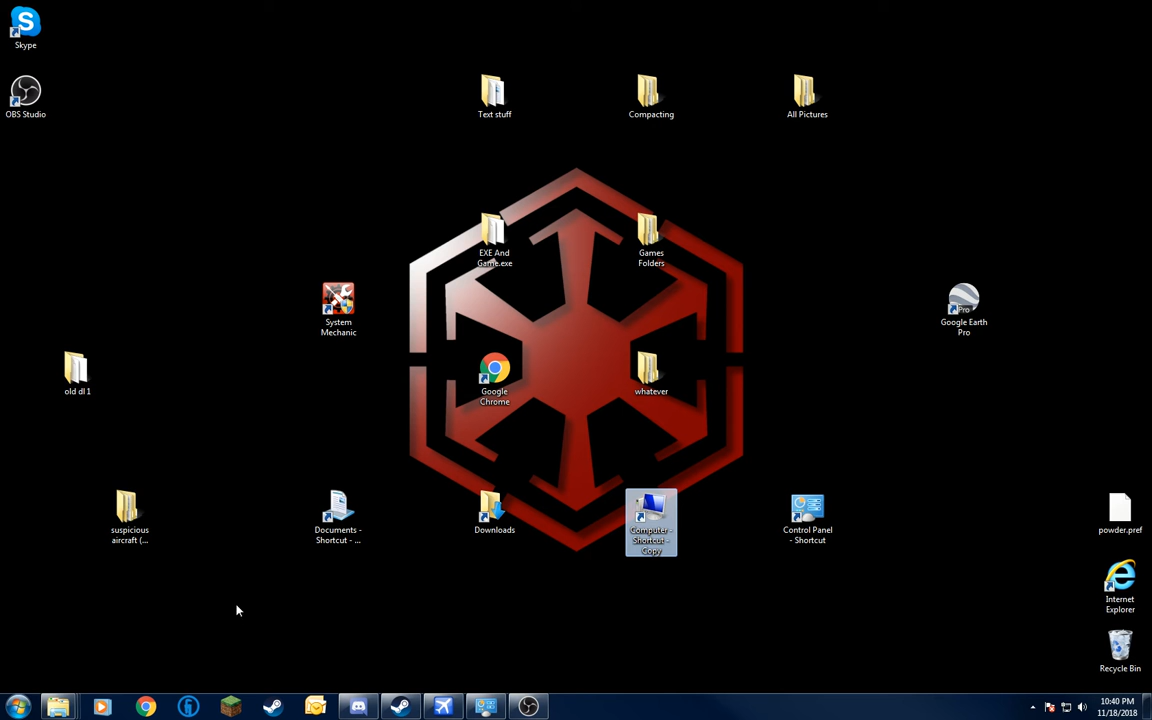 Skype
OBS Studio
Text stuff
Compacting
All Pictures
EXE And
Game.exe
Games
Folders
System
Mechanic
Pro
Google Earth
Pro
old dl 1
Google
Chrome
whatever
suspicious
aircraft (...
Documents -
Shortcut - ...
Downloads
Computer -
Shortcut -
Copy
Control Panel
- Shortcut
powder.pref
Internet
Explorer
Recycle Bin
10:40 PM
11/18/2018